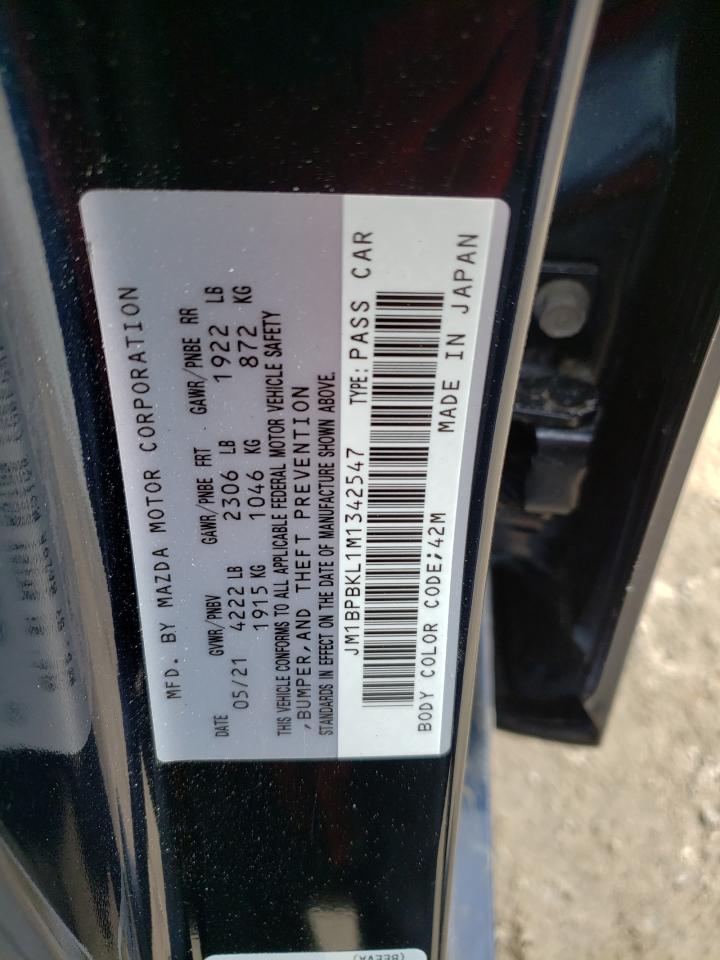 MFD. BY MAZDA MOTOR CORPORATION
DATE GVWR/PNBV GAWR/PNBE FRT GAWR/PNBE RR
05/21 4222 LB 2306 LB 1922 LB
1915 KG 1046 KG 872 KG
THIS VEHICLE CONFORMS TO ALL APPLICABLE FEDERAL MOTOR VEHICLE SAFETY
,BUMPER,AND THEFT PREVENTION
STANDARDS IN EFFECT ON THE DATE OF MANUFACTURE SHOWN ABOVE.
JM1BPBKL1M1342547 TYPE:PASS CAR
BODY COLOR CODE;42M MADE IN JAPAN
(BEEVA)